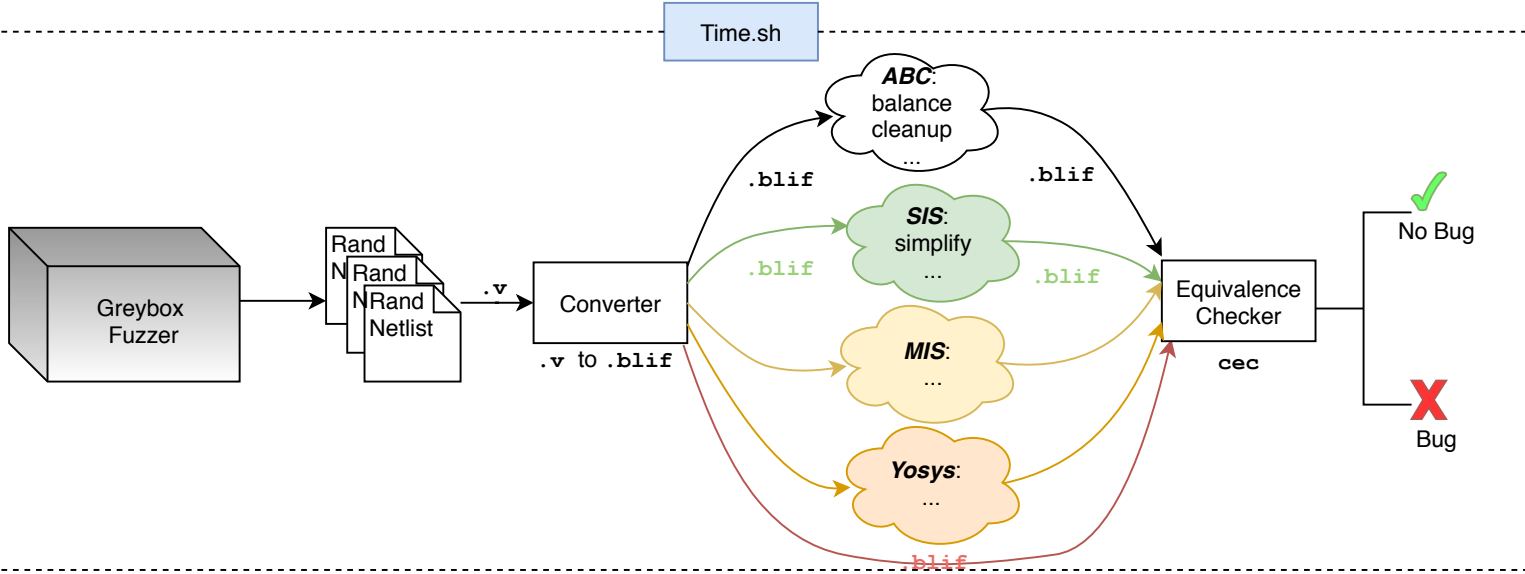 Time.sh
ABC:
balance
cleanup
...
.blif
.blif
SIS:
simplify
...
.blif
.blif
Greybox
Fuzzer
Rand
N
Rand
N
Rand
Netlist
.v
Converter
.v to .blif
MIS:
...
Yosys:
...
.blif
Equivalence
Checker
cec
No Bug
Bug